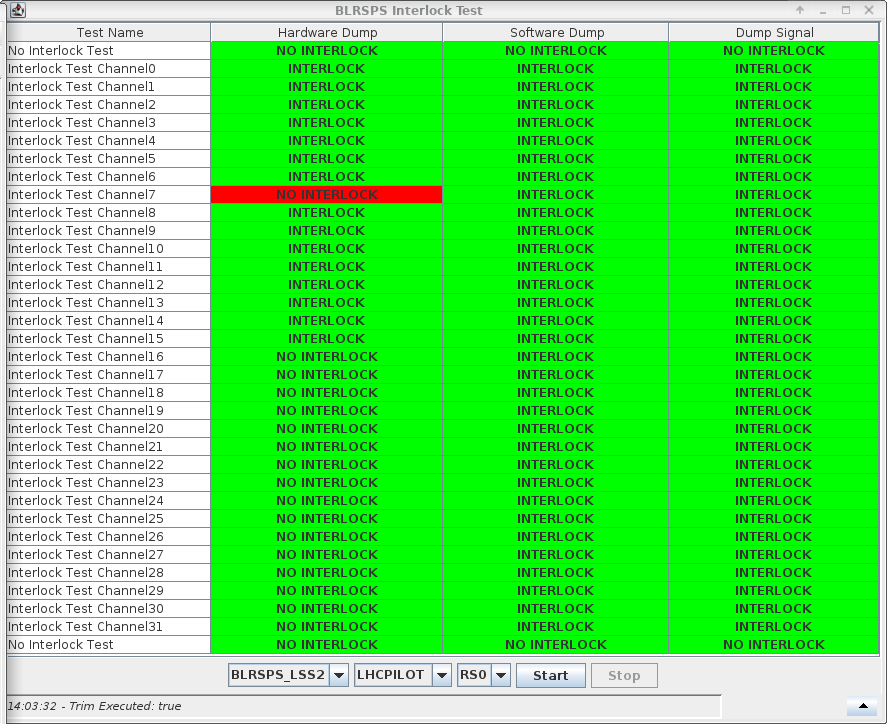 BLRSPS Interlock Test
Test Name Hardware Dump Software Dump Dump Signal
No Interlock Test NO INTERLOCK NO INTERLOCK NO INTERLOCK
Interlock Test Channel0 INTERLOCK INTERLOCK INTERLOCK
Interlock Test Channel1 INTERLOCK INTERLOCK INTERLOCK
Interlock Test Channel2 INTERLOCK INTERLOCK INTERLOCK
Interlock Test Channel3 INTERLOCK INTERLOCK INTERLOCK
Interlock Test Channel4 INTERLOCK INTERLOCK INTERLOCK
Interlock Test Channel5 INTERLOCK INTERLOCK INTERLOCK
Interlock Test Channel6 INTERLOCK INTERLOCK INTERLOCK
Interlock Test Channel7 NO INTERLOCK INTERLOCK INTERLOCK
Interlock Test Channel8 INTERLOCK INTERLOCK INTERLOCK
Interlock Test Channel9 INTERLOCK INTERLOCK INTERLOCK
Interlock Test Channel10 INTERLOCK INTERLOCK INTERLOCK
Interlock Test Channel11 INTERLOCK INTERLOCK INTERLOCK
Interlock Test Channel12 INTERLOCK INTERLOCK INTERLOCK
Interlock Test Channel13 INTERLOCK INTERLOCK INTERLOCK
Interlock Test Channel14 INTERLOCK INTERLOCK INTERLOCK
Interlock Test Channel15 INTERLOCK INTERLOCK INTERLOCK
Interlock Test Channel16 NO INTERLOCK INTERLOCK INTERLOCK
Interlock Test Channel17 NO INTERLOCK INTERLOCK INTERLOCK
Interlock Test Channel18 NO INTERLOCK INTERLOCK INTERLOCK
Interlock Test Channel19 NO INTERLOCK INTERLOCK INTERLOCK
Interlock Test Channel20 NO INTERLOCK INTERLOCK INTERLOCK
Interlock Test Channel21 NO INTERLOCK INTERLOCK INTERLOCK
Interlock Test Channel22 NO INTERLOCK INTERLOCK INTERLOCK
Interlock Test Channel23 NO INTERLOCK INTERLOCK INTERLOCK
Interlock Test Channel24 NO INTERLOCK INTERLOCK INTERLOCK
Interlock Test Channel25 NO INTERLOCK INTERLOCK INTERLOCK
Interlock Test Channel26 NO INTERLOCK INTERLOCK INTERLOCK
Interlock Test Channel27 NO INTERLOCK INTERLOCK INTERLOCK
Interlock Test Channel28 NO INTERLOCK INTERLOCK INTERLOCK
Interlock Test Channel29 NO INTERLOCK INTERLOCK INTERLOCK
Interlock Test Channel30 NO INTERLOCK INTERLOCK INTERLOCK
Interlock Test Channel31 NO INTERLOCK INTERLOCK INTERLOCK
No Interlock Test NO INTERLOCK NO INTERLOCK NO INTERLOCK
BLRSPS_LSS2 LHCPILOT RS0 Start Stop
14:03:32 - Trim Executed: true